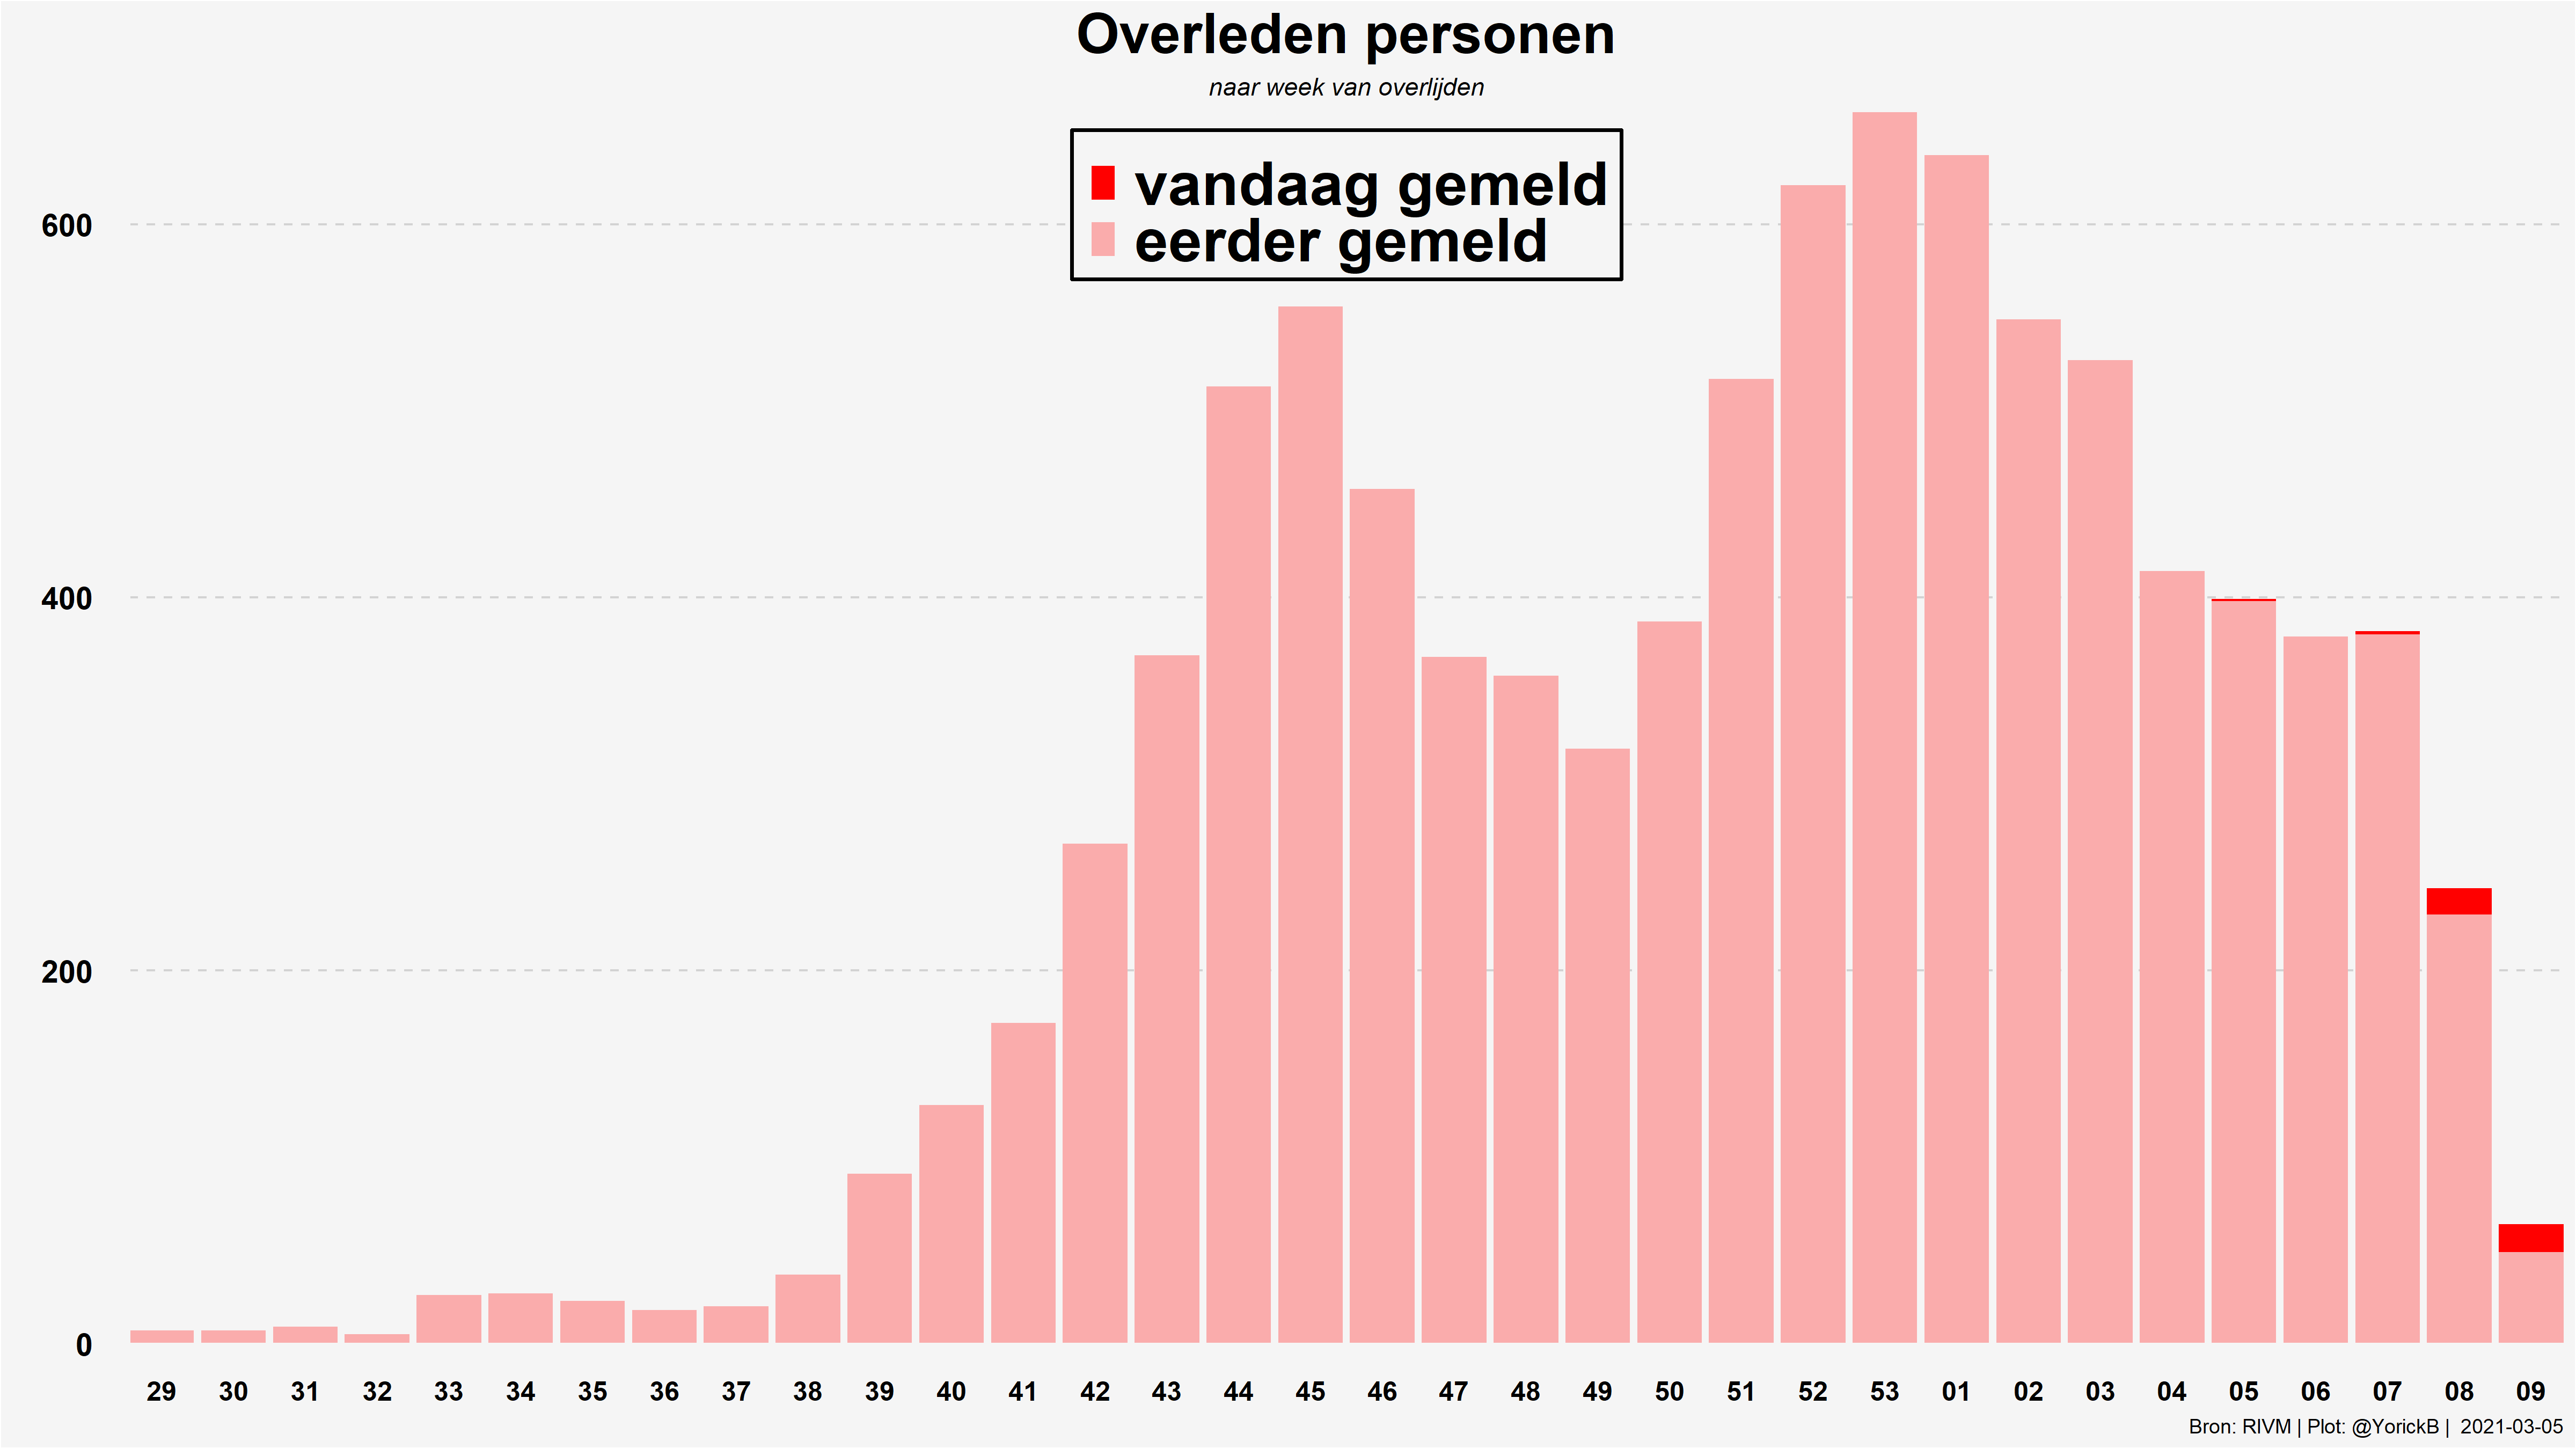 Overleden personen
naar week van overlijden
vandaag gemeld
eerder gemeld
600
400
200
0
29 30 31 32 33 34 35 36 37 38 39 40 41 42 43 44 45 46 47 48 49 50 51 52 53 01 02 03 04 05 06 07 08 09
Bron: RIVM | Plot: @YorickB | 2021-03-05